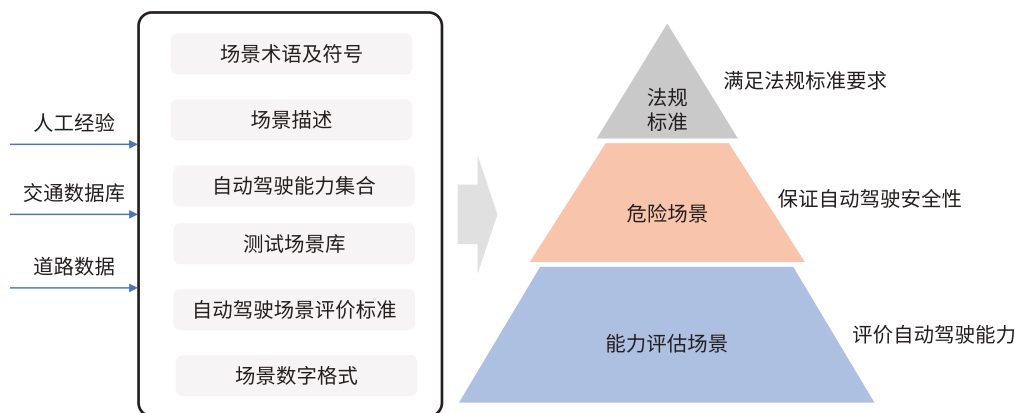 人工经验
交通数据库
道路数据
场景术语及符号
场景描述
自动驾驶能力集合
测试场景库
自动驾驶场景评价标准
场景数字格式
法规
标准
满足法规标准要求
危险场景
保证自动驾驶安全性
能力评估场景
评价自动驾驶能力